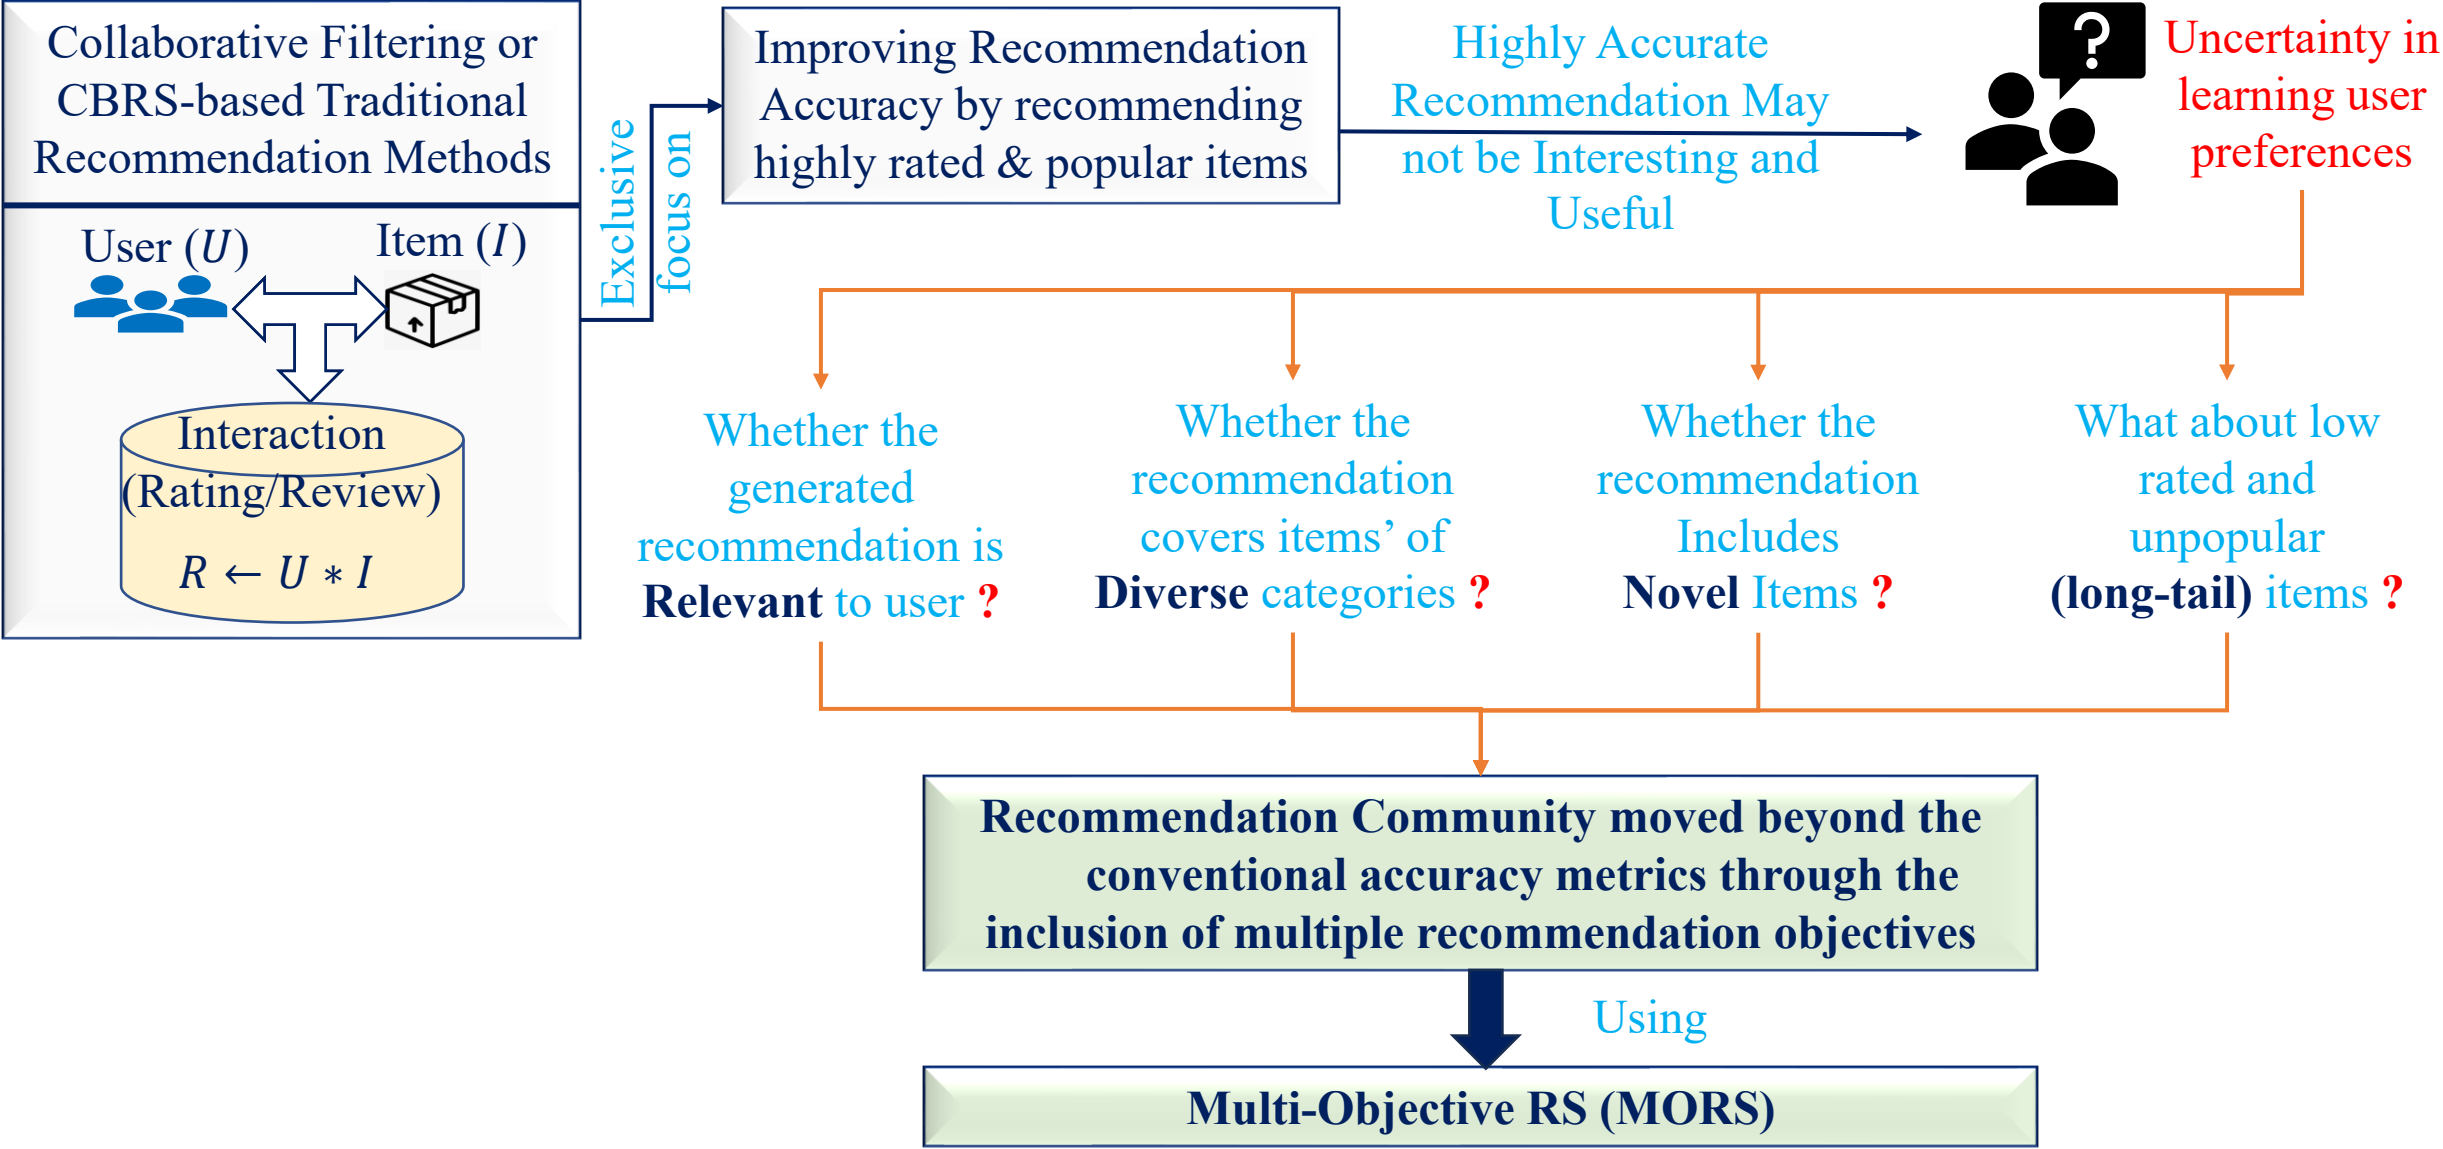 Collaborative Filtering or
CBRS-based Traditional
Recommendation Methods
User (U)
Item (I)
Interaction
(Rating/Review)
R ← U ∗ I
Exclusive
focus on
Improving Recommendation
Accuracy by recommending
highly rated & popular items
Highly Accurate
Recommendation May
not be Interesting and
Useful
?
Uncertainty in
learning user
preferences
Whether the
generated
recommendation is
Relevant to user ?
Whether the
recommendation
covers items’ of
Diverse categories ?
Whether the
recommendation
Includes
Novel Items ?
What about low
rated and
unpopular
(long-tail) items ?
Recommendation Community moved beyond the
conventional accuracy metrics through the
inclusion of multiple recommendation objectives
Using
Multi-Objective RS (MORS)